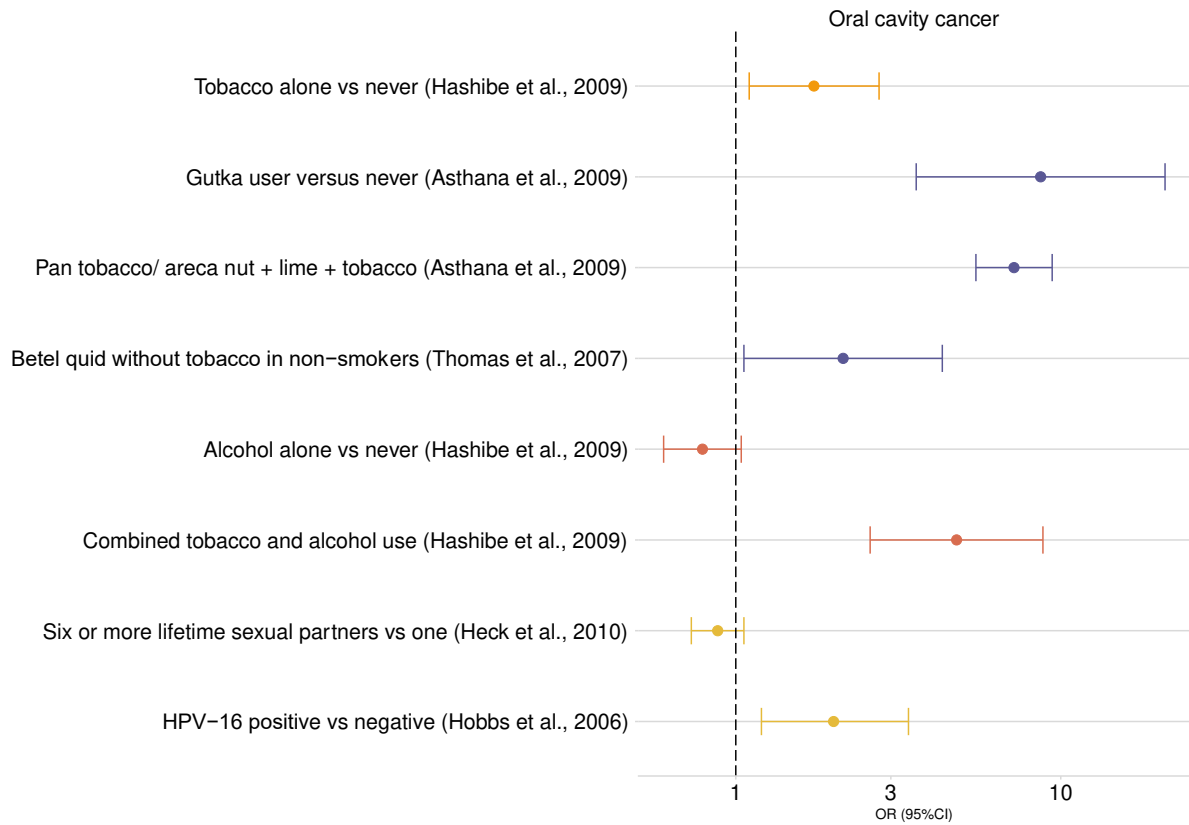 Oral cavity cancer
Tobacco alone vs never (Hashibe et al., 2009)
Gutka user versus never (Asthana et al., 2009)
Pan tobacco/ areca nut + lime + tobacco (Asthana et al., 2009)
Betel quid without tobacco in non−smokers (Thomas et al., 2007)
Alcohol alone vs never (Hashibe et al., 2009)
Combined tobacco and alcohol use (Hashibe et al., 2009)
Six or more lifetime sexual partners vs one (Heck et al., 2010)
HPV−16 positive vs negative (Hobbs et al., 2006)
1 3 10
OR (95%CI)